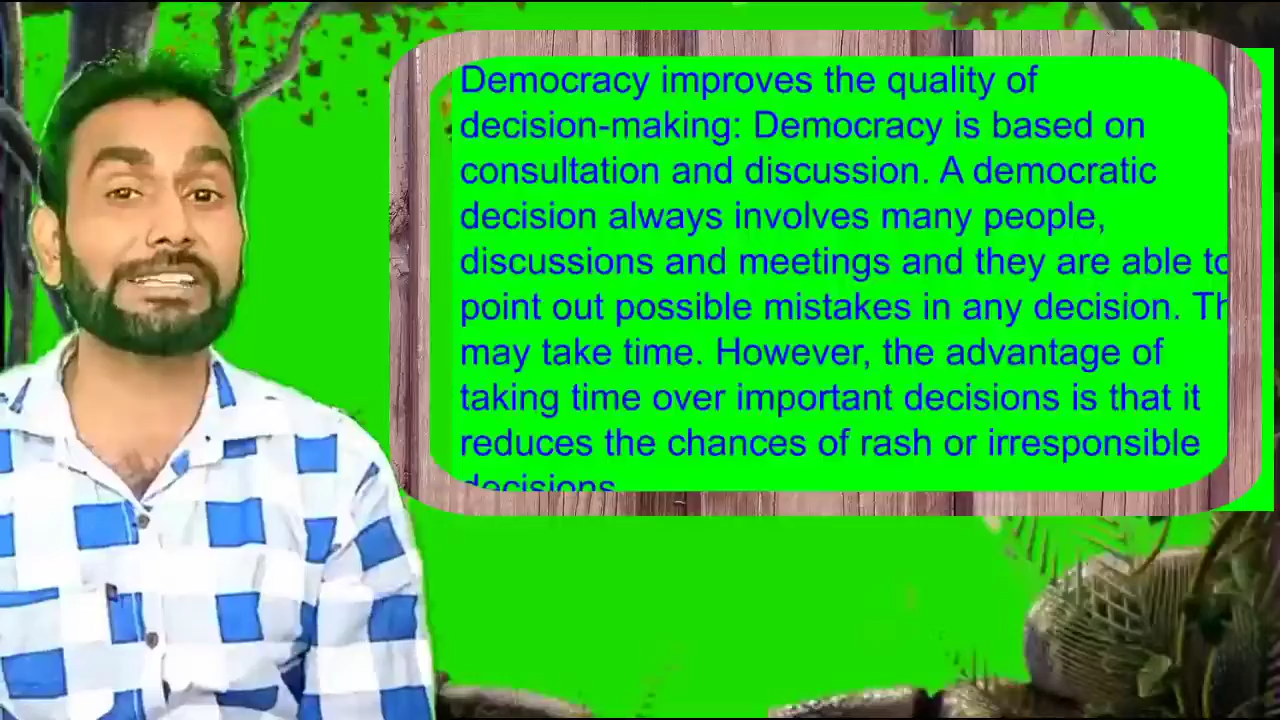 Democracy improves the quality of
decision-making: Democracy is based on
consultation and discussion. A democratic
decision always involves many people,
discussions and meetings and they are able to
point out possible mistakes in any decision.
may take time. However, the advantage of
taking time over important decisions is that it
reduces the chances of rash or irresponsible
decisions